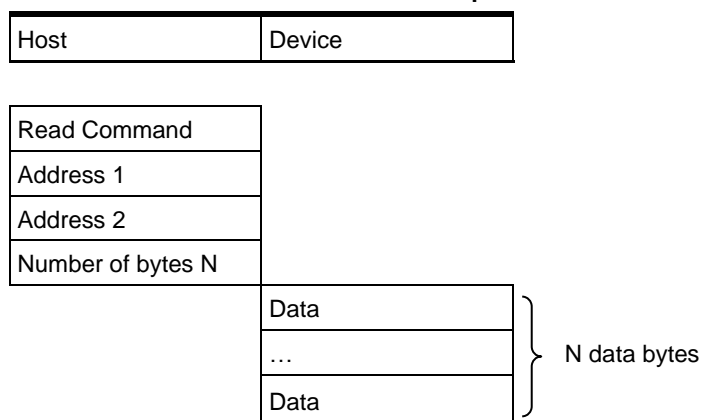 Host Device
Read Command
Address 1
Address 2
Number of bytes N
Data
… N data bytes
Data